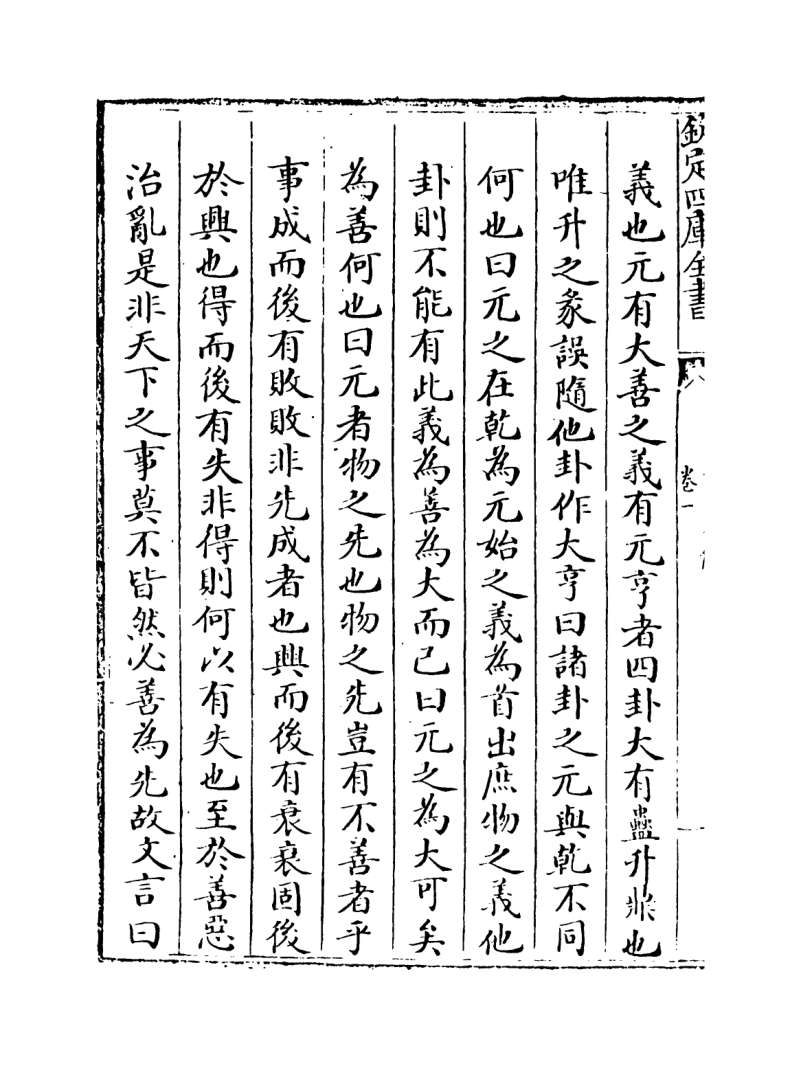 欽定四庫全書
卷一
義也元有大善之義有元亨者四卦大有蠱升鼎也
唯升之彖誤隨他卦作大亨曰諸卦之元與乾不同
何也曰元之在乾為元始之義為首出庶物之義他
卦則不能有此義為善為大而已曰元之為大可矣
為善何也曰元者物之先也物之先豈有不善者乎
事成而後有敗敗非先成者也興而後有衰衰固後
於興也得而後有失非得則何以有失也至於善惡
治亂是非天下之事莫不皆然必善為先故文言曰